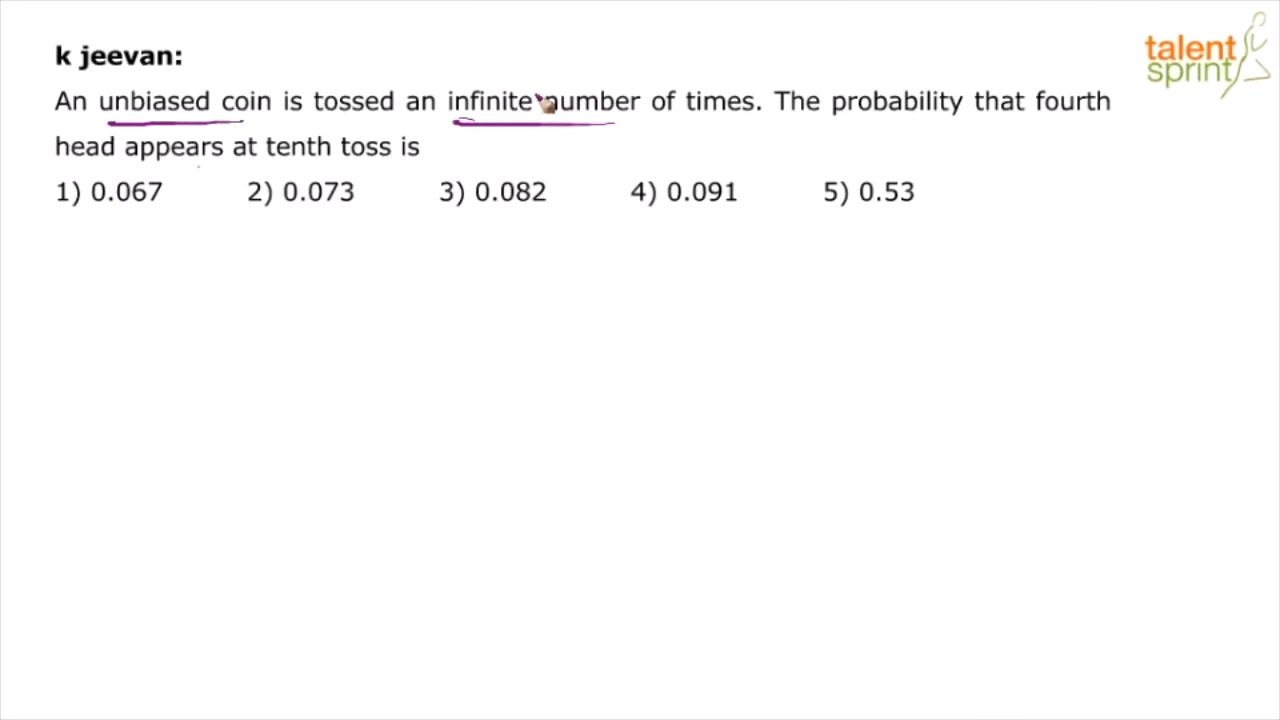 talent
sprint
k jeevan:
An unbiased coin is tossed an infinite number of times. The probability that fourth
head appears at tenth toss is
1) 0.067 2) 0.073 3) 0.082 4) 0.091 5) 0.53